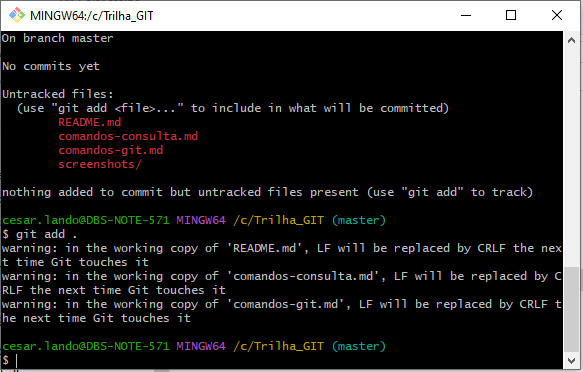 MINGW64:/c/Trilha_GIT
On branch master
No commits yet
Untracked files:
  (use "git add <file>..." to include in what will be committed)
        README.md
        comandos-consulta.md
        comandos-git.md
        screenshots/
nothing added to commit but untracked files present (use "git add" to track)
cesar.lando@DBS-NOTE-571 MINGW64 /c/Trilha_GIT (master)
$ git add .
warning: in the working copy of 'README.md', LF will be replaced by CRLF the nex
t time Git touches it
warning: in the working copy of 'comandos-consulta.md', LF will be replaced by C
RLF the next time Git touches it
warning: in the working copy of 'comandos-git.md', LF will be replaced by CRLF t
he next time Git touches it
cesar.lando@DBS-NOTE-571 MINGW64 /c/Trilha_GIT (master)
$